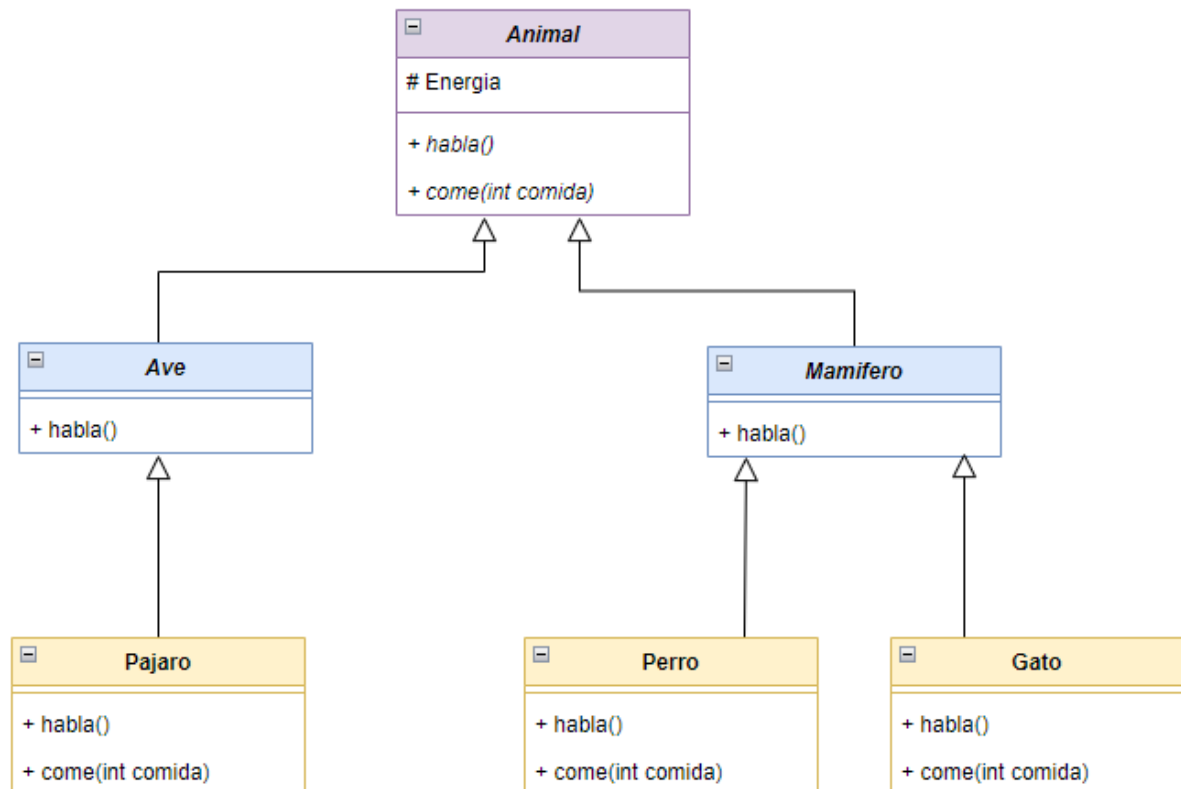 Animal
# Energia
+ habla()
+ come(int comida)
Ave
+ habla()
Mamifero
+ habla()
Pajaro
+ habla()
+ come(int comida)
Perro
+ habla()
+ come(int comida)
Gato
+ habla()
+ come(int comida)